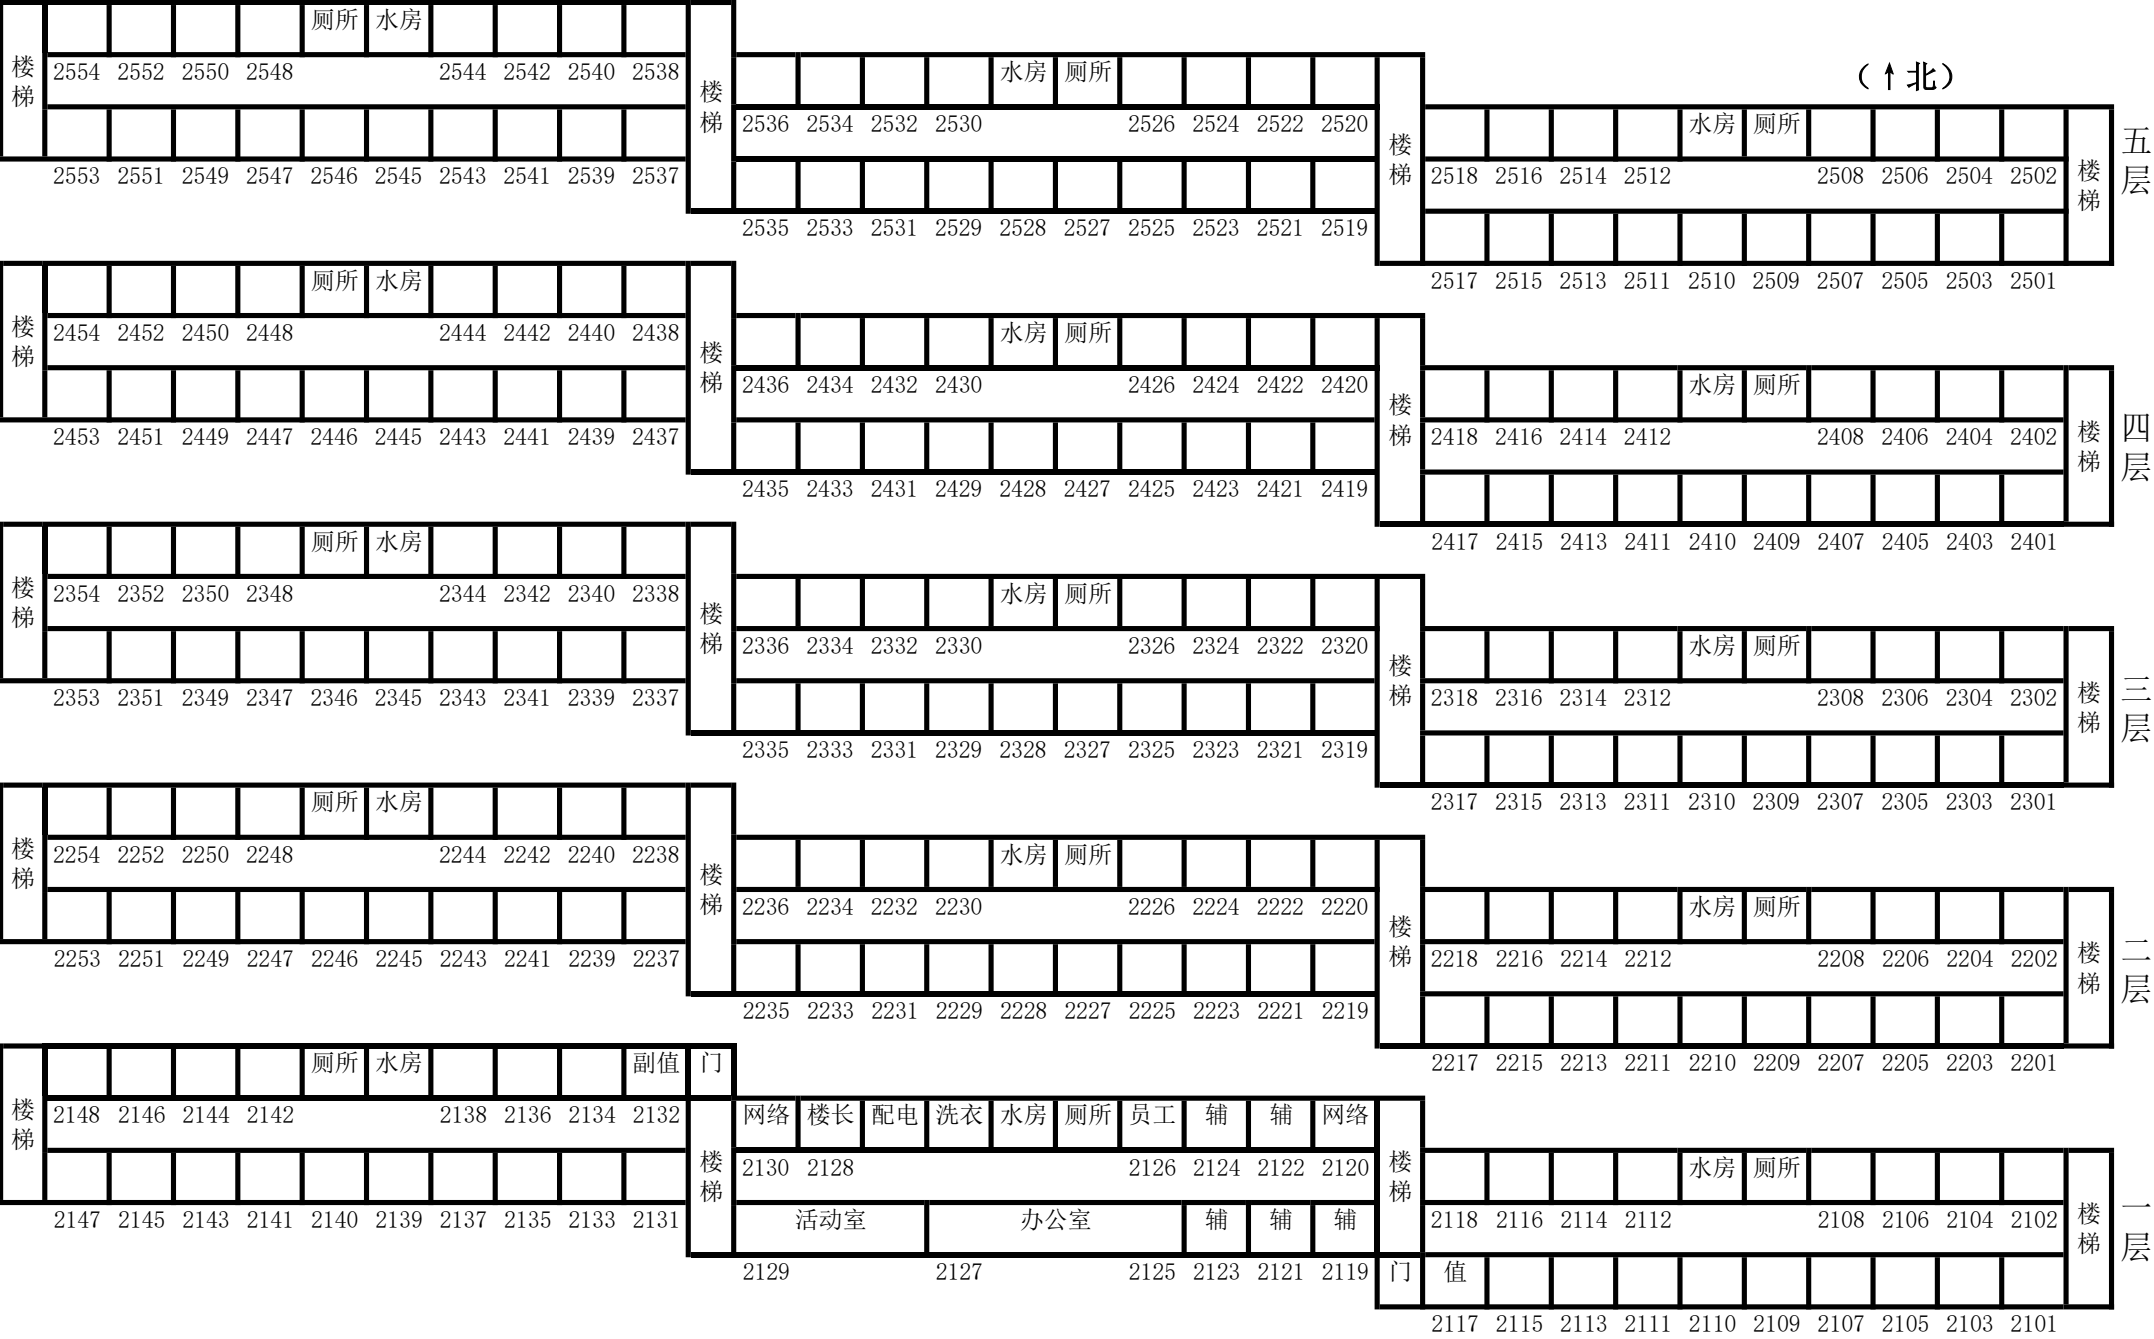 厕所 水房
2554 2552 2550 2548 2544 2542 2540 2538
楼梯
楼梯
2553 2551 2549 2547 2546 2545 2543 2541 2539 2537
水房 厕所
2536 2534 2532 2530 2526 2524 2522 2520
2535 2533 2531 2529 2528 2527 2525 2523 2521 2519
楼梯
(↑北)
水房 厕所
2518 2516 2514 2512 2508 2506 2504 2502
楼梯
2517 2515 2513 2511 2510 2509 2507 2505 2503 2501
五层
厕所 水房
2454 2452 2450 2448 2444 2442 2440 2438
楼梯
楼梯
2453 2451 2449 2447 2446 2445 2443 2441 2439 2437
水房 厕所
2436 2434 2432 2430 2426 2424 2422 2420
2435 2433 2431 2429 2428 2427 2425 2423 2421 2419
楼梯
水房 厕所
2418 2416 2414 2412 2408 2406 2404 2402
楼梯
2417 2415 2413 2411 2410 2409 2407 2405 2403 2401
四层
厕所 水房
2354 2352 2350 2348 2344 2342 2340 2338
楼梯
楼梯
2353 2351 2349 2347 2346 2345 2343 2341 2339 2337
水房 厕所
2336 2334 2332 2330 2326 2324 2322 2320
2335 2333 2331 2329 2328 2327 2325 2323 2321 2319
楼梯
水房 厕所
2318 2316 2314 2312 2308 2306 2304 2302
楼梯
2317 2315 2313 2311 2310 2309 2307 2305 2303 2301
三层
厕所 水房
2254 2252 2250 2248 2244 2242 2240 2238
楼梯
楼梯
2253 2251 2249 2247 2246 2245 2243 2241 2239 2237
水房 厕所
2236 2234 2232 2230 2226 2224 2222 2220
2235 2233 2231 2229 2228 2227 2225 2223 2221 2219
楼梯
水房 厕所
2218 2216 2214 2212 2208 2206 2204 2202
楼梯
2217 2215 2213 2211 2210 2209 2207 2205 2203 2201
二层
厕所 水房 副值 门
2148 2146 2144 2142 2138 2136 2134 2132
楼梯
楼梯
2147 2145 2143 2141 2140 2139 2137 2135 2133 2131
网络 楼长 配电 洗衣 水房 厕所 员工 辅 辅 网络
2130 2128 2126 2124 2122 2120
活动室 办公室 辅 辅 辅
2129 2127 2125 2123 2121 2119
楼梯
门
水房 厕所
2118 2116 2114 2112 2108 2106 2104 2102
值
楼梯
2117 2115 2113 2111 2110 2109 2107 2105 2103 2101
一层